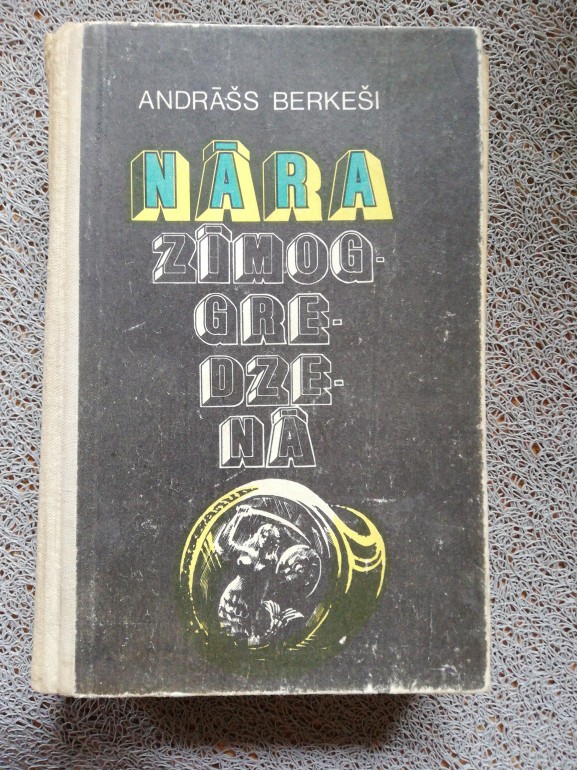 ANDRĀŠS BERKEŠI
NĀRA
ZĪMOG-
GRE-
DZE-
NĀ